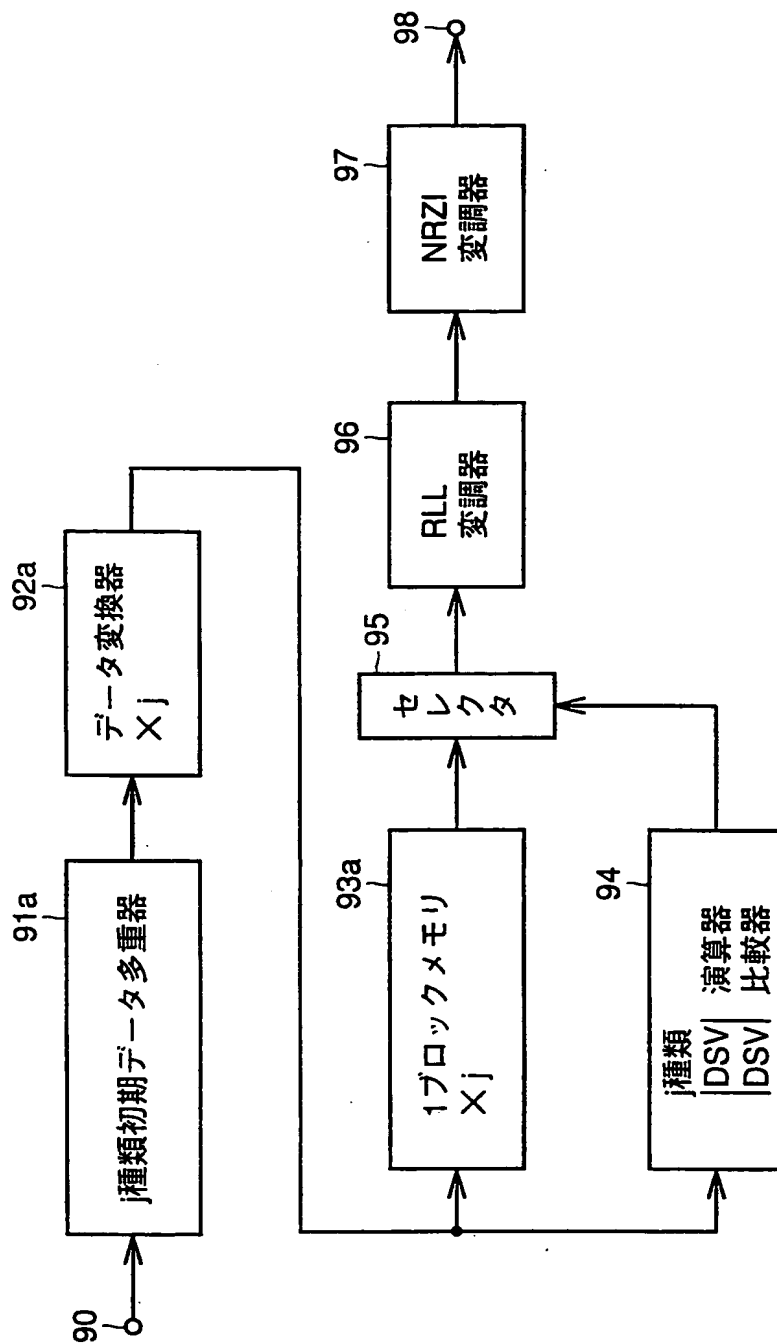 90
91a
j種類初期データ多重器
92a
データ変換器
×j
93a
1ブロックメモリ
×j
94
j種類
|DSV| 演算器
|DSV| 比較器
95
セレクタ
96
RLL
変調器
97
NRZI
変調器
98